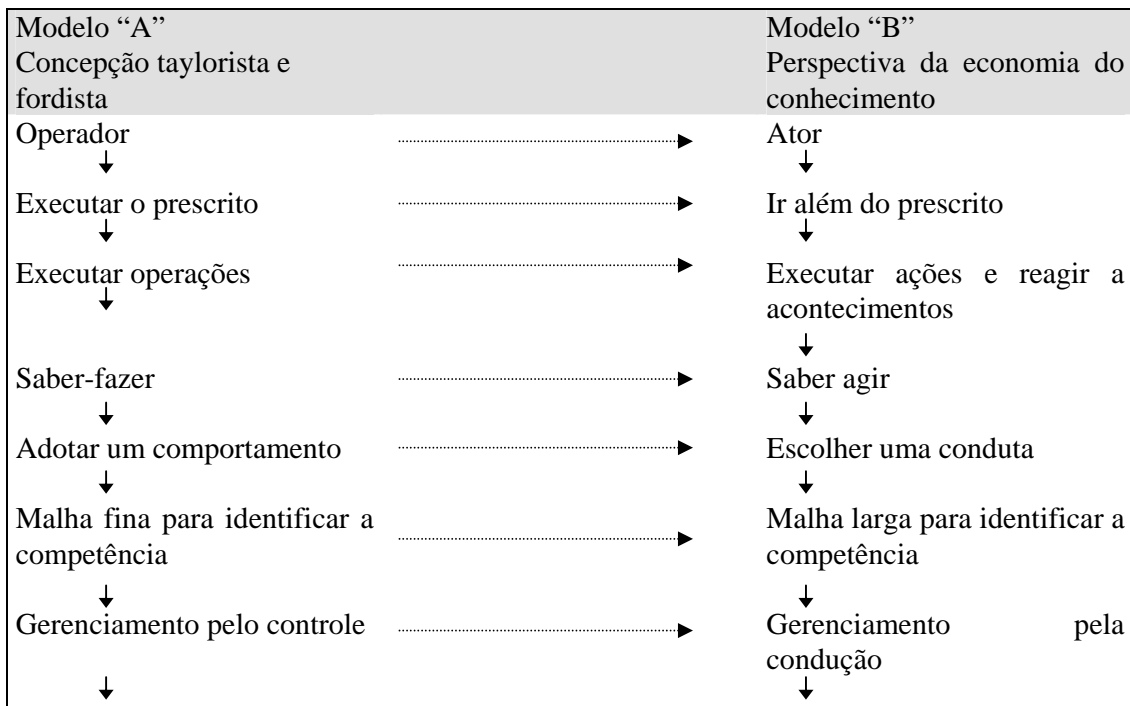 Modelo “A”
Concepção taylorista e
fordista
Modelo “B”
Perspectiva da economia do
conhecimento
Operador
Ator
Executar o prescrito
Ir além do prescrito
Executar operações
Executar ações e reagir a
acontecimentos
Saber-fazer
Saber agir
Adotar um comportamento
Escolher uma conduta
Malha fina para identificar a
competência
Malha larga para identificar a
competência
Gerenciamento pelo controle
Gerenciamento pela
condução